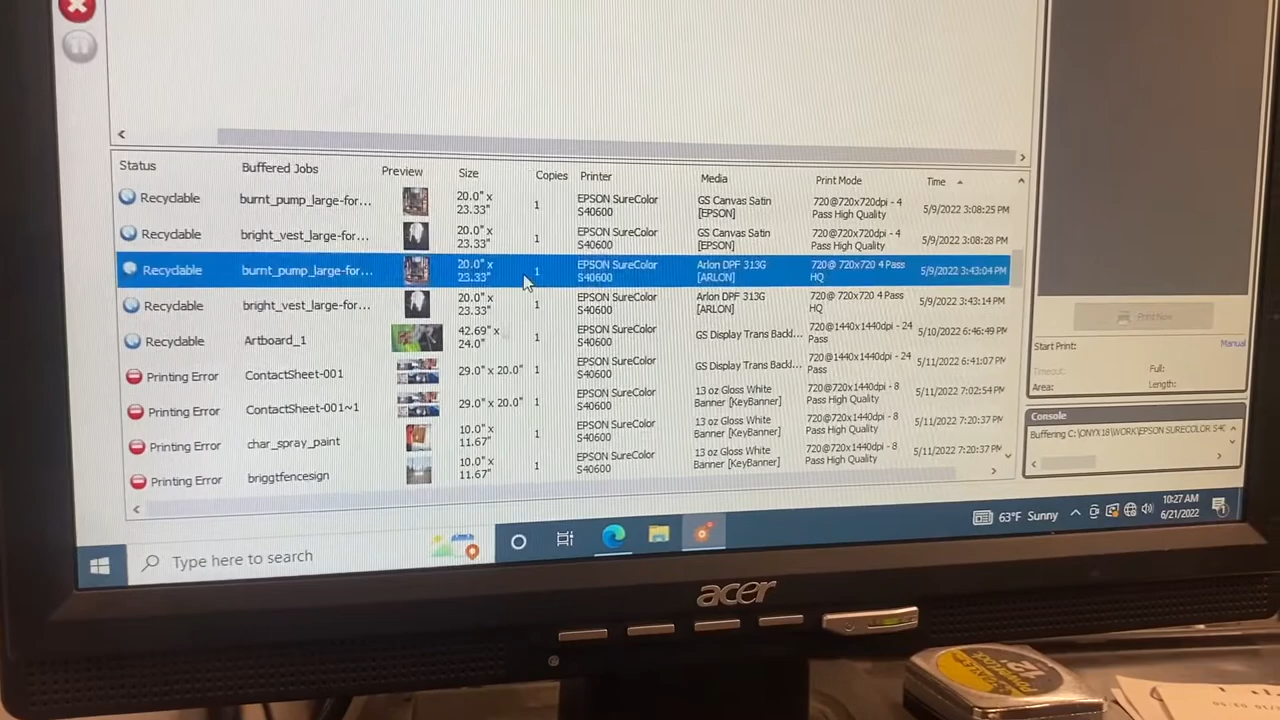 Status Buffered Jobs Preview Size Copies Printer Media Print Mode Time
Recyclable burnt_pump_large-for... 20.0" x 23.33" 1 EPSON SureColor S40600 GS Canvas Satin [EPSON] 720@720x720dpi - 4 Pass High Quality 5/9/2022 3:08:25 PM
Recyclable bright_vest_large-for... 20.0" x 23.33" 1 EPSON SureColor S40600 GS Canvas Satin [EPSON] 720@720x720dpi - 4 Pass High Quality 5/9/2022 3:08:28 PM
Recyclable burnt_pump_large-for... 20.0" x 23.33" 1 EPSON SureColor S40600 Arlon DPF 313G [ARLON] 720@ 720x720 4 Pass HQ 5/9/2022 3:43:04 PM
Recyclable bright_vest_large-for... 20.0" x 23.33" 1 EPSON SureColor S40600 Arlon DPF 313G [ARLON] 720@ 720x720 4 Pass HQ 5/9/2022 3:43:14 PM
Recyclable Artboard_1 42.69" x 24.0" 1 EPSON SureColor S40600 GS Display Trans Backl... 720@1440x1440dpi - 24 Pass 5/10/2022 6:46:49 PM
Printing Error ContactSheet-001 29.0" x 20.0" 1 EPSON SureColor S40600 GS Display Trans Backl... 720@1440x1440dpi - 24 Pass 5/11/2022 6:41:07 PM
Printing Error ContactSheet-001~1 29.0" x 20.0" 1 EPSON SureColor S40600 13 oz Gloss White Banner [KeyBanner] 720@720x1440dpi - 8 Pass High Quality 5/11/2022 7:02:54 PM
Printing Error char_spray_paint 10.0" x 11.67" 1 EPSON SureColor S40600 13 oz Gloss White Banner [KeyBanner] 720@720x1440dpi - 8 Pass High Quality 5/11/2022 7:20:37 PM
Printing Error briggtfencesign 10.0" x 11.67" 1 EPSON SureColor S40600 13 oz Gloss White Banner [KeyBanner] 720@720x1440dpi - 8 Pass High Quality 5/11/2022 7:20:37 PM
Print Now
Start Print: Manual
Timeout: Full:
Area: Length:
Console
Buffering C:\ONYX18\WORK\EPSON SURECOLOR S4
Type here to search
63°F Sunny
10:27 AM
6/21/2022
1
acer
12'
POWERLOCK